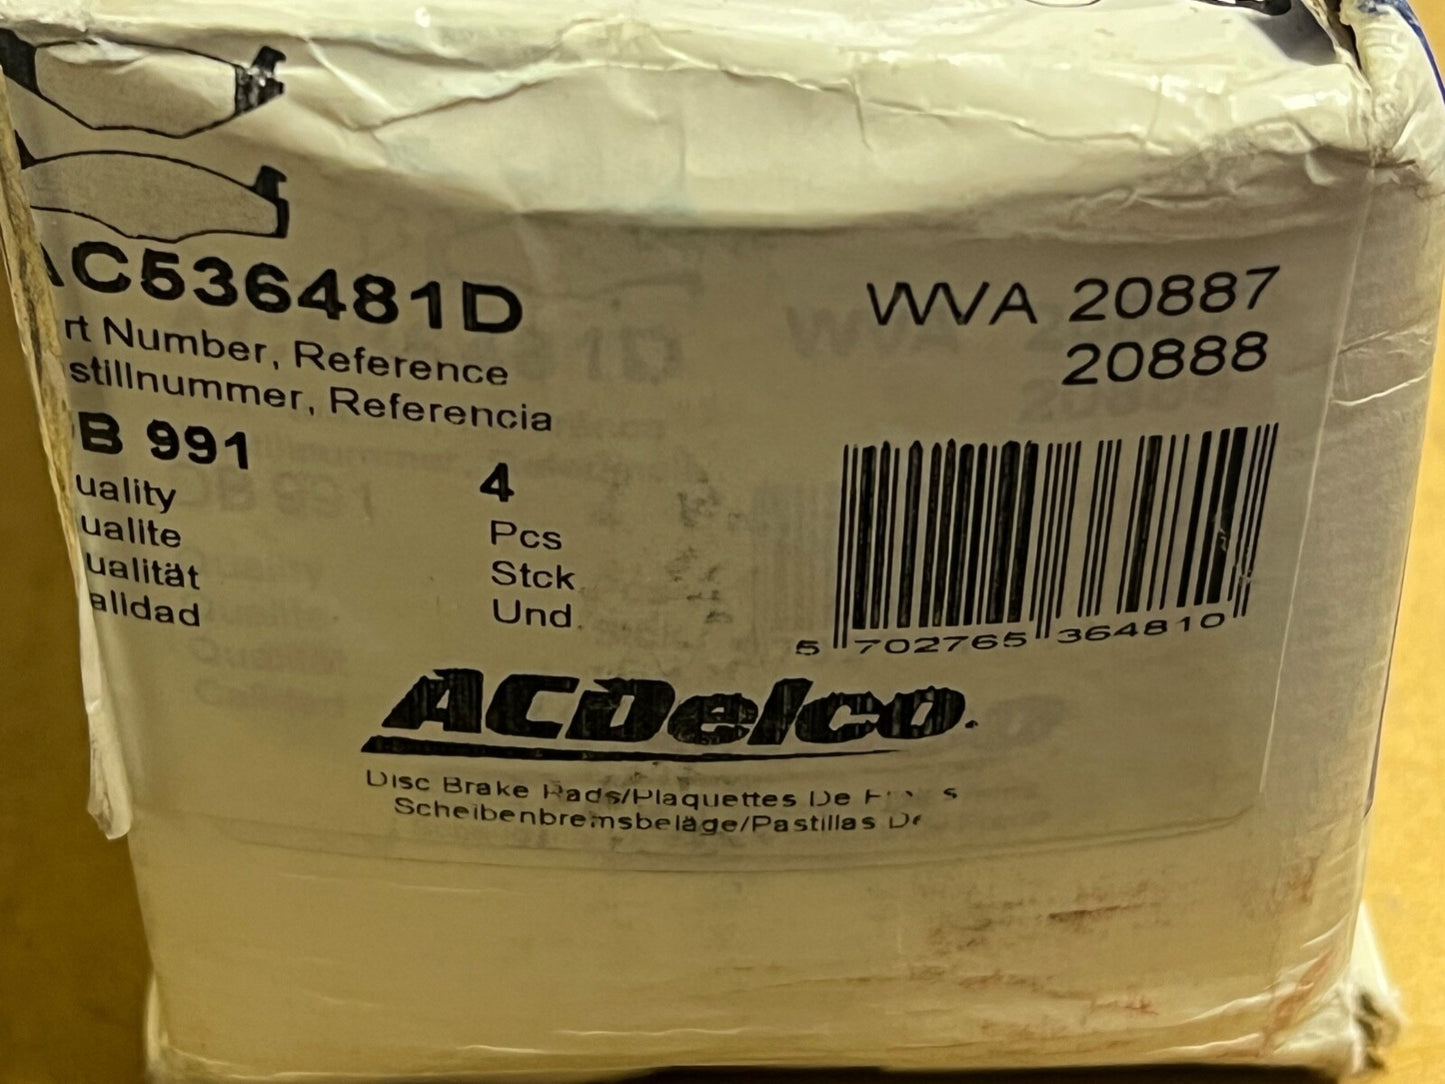 AC536481D
WVA 20887
20888
rt Number, Reference
stillnummer, Referencia
DB 991
4
uality
ualite
ualität
alidad
Pcs
Stck
Und.
5 702765 364810
ACDelco.
Disc Brake Pads/Plaquettes De
Scheibenbremsbeläge/Pastillas De